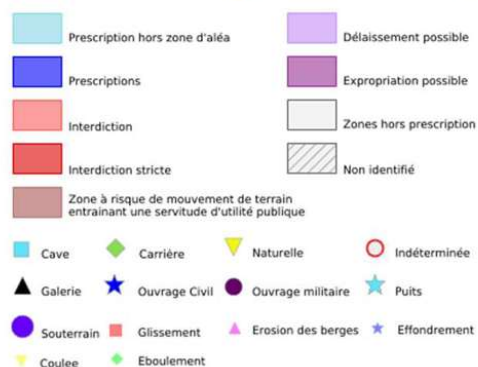 Prescription hors zone d'aléa
Délaissement possible
Prescriptions
Expropriation possible
Interdiction
Zones hors prescription
Interdiction stricte
Non identifié
Zone à risque de mouvement de terrain
entrainant une servitude d'utilité publique
Cave
Carrière
Naturelle
Indéterminée
Galerie
Ouvrage Civil
Ouvrage militaire
Puits
Souterrain
Glissement
Erosion des berges
Effondrement
Coulee
Eboulement